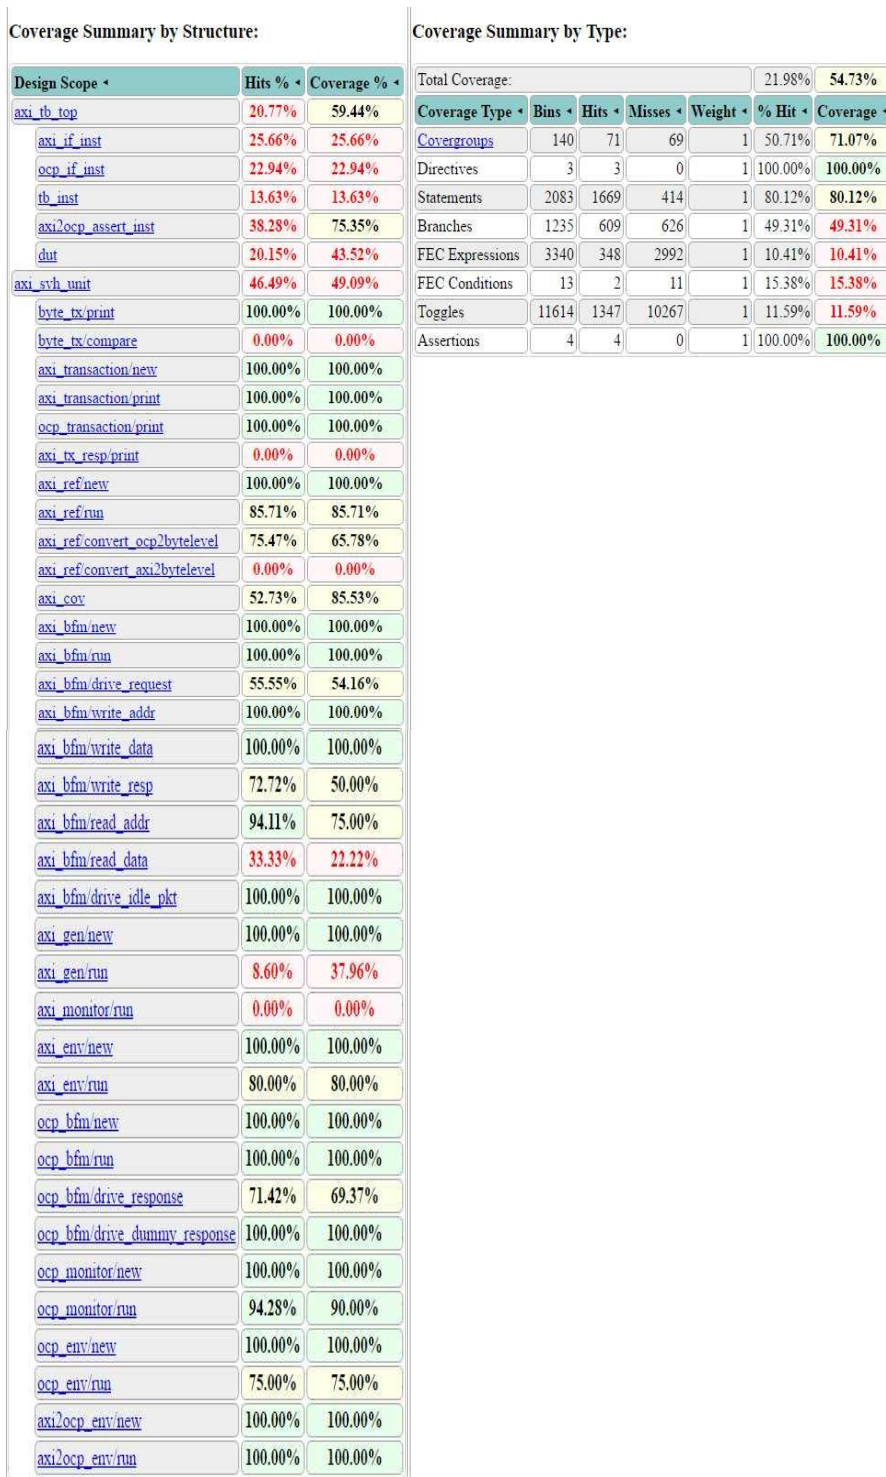 Coverage Summary by Structure:
Design Scope Hits % Coverage %
axi_tb_top 20.77% 59.44%
axi_if_inst 25.66% 25.66%
ocp_if_inst 22.94% 22.94%
tb_inst 13.63% 13.63%
axi2ocp_assert_inst 38.28% 75.35%
dut 20.15% 43.52%
axi_svh_unit 46.49% 49.09%
byte_tx/print 100.00% 100.00%
byte_tx/compare 0.00% 0.00%
axi_transaction/new 100.00% 100.00%
axi_transaction/print 100.00% 100.00%
ocp_transaction/print 100.00% 100.00%
axi_tx_resp/print 0.00% 0.00%
axi_ref/new 100.00% 100.00%
axi_ref/run 85.71% 85.71%
axi_ref/convert_ocp2bytelevel 75.47% 65.78%
axi_ref/convert_axi2bytelevel 0.00% 0.00%
axi_cov 52.73% 85.53%
axi_bfm/new 100.00% 100.00%
axi_bfm/run 100.00% 100.00%
axi_bfm/drive_request 55.55% 54.16%
axi_bfm/write_addr 100.00% 100.00%
axi_bfm/write_data 100.00% 100.00%
axi_bfm/write_resp 72.72% 50.00%
axi_bfm/read_addr 94.11% 75.00%
axi_bfm/read_data 33.33% 22.22%
axi_bfm/drive_idle_pkt 100.00% 100.00%
axi_gen/new 100.00% 100.00%
axi_gen/run 8.60% 37.96%
axi_monitor/run 0.00% 0.00%
axi_env/new 100.00% 100.00%
axi_env/run 80.00% 80.00%
ocp_bfm/new 100.00% 100.00%
ocp_bfm/run 100.00% 100.00%
ocp_bfm/drive_response 71.42% 69.37%
ocp_bfm/drive_dummy_response 100.00% 100.00%
ocp_monitor/new 100.00% 100.00%
ocp_monitor/run 94.28% 90.00%
ocp_env/new 100.00% 100.00%
ocp_env/run 75.00% 75.00%
axi2ocp_env/new 100.00% 100.00%
axi2ocp_env/run 100.00% 100.00%
Coverage Summary by Type:
Total Coverage: 21.98% 54.73%
Coverage Type Bins Hits Misses Weight % Hit Coverage
Covergroups 140 71 69 1 50.71% 71.07%
Directives 3 3 0 1 100.00% 100.00%
Statements 2083 1669 414 1 80.12% 80.12%
Branches 1235 609 626 1 49.31% 49.31%
FEC Expressions 3340 348 2992 1 10.41% 10.41%
FEC Conditions 13 2 11 1 15.38% 15.38%
Toggles 11614 1347 10267 1 11.59% 11.59%
Assertions 4 4 0 1 100.00% 100.00%